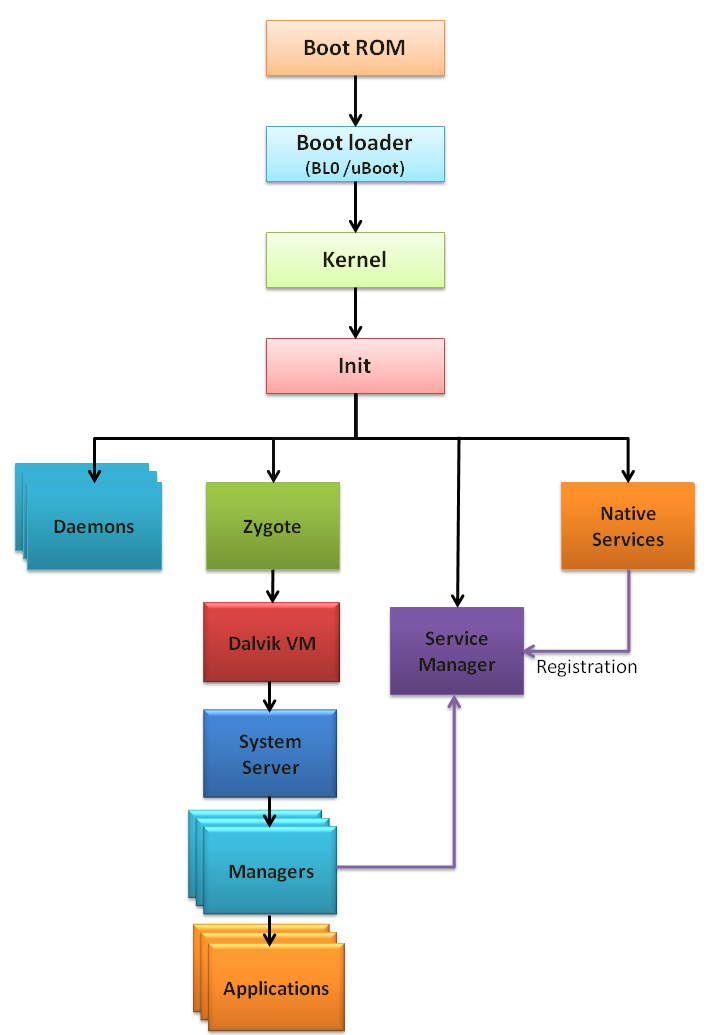 Boot ROM
Boot loader
(BL0 /uBoot)
Kernel
Init
Daemons
Zygote
Native
Services
Dalvik VM
Service
Manager
Registration
System
Server
Managers
Applications